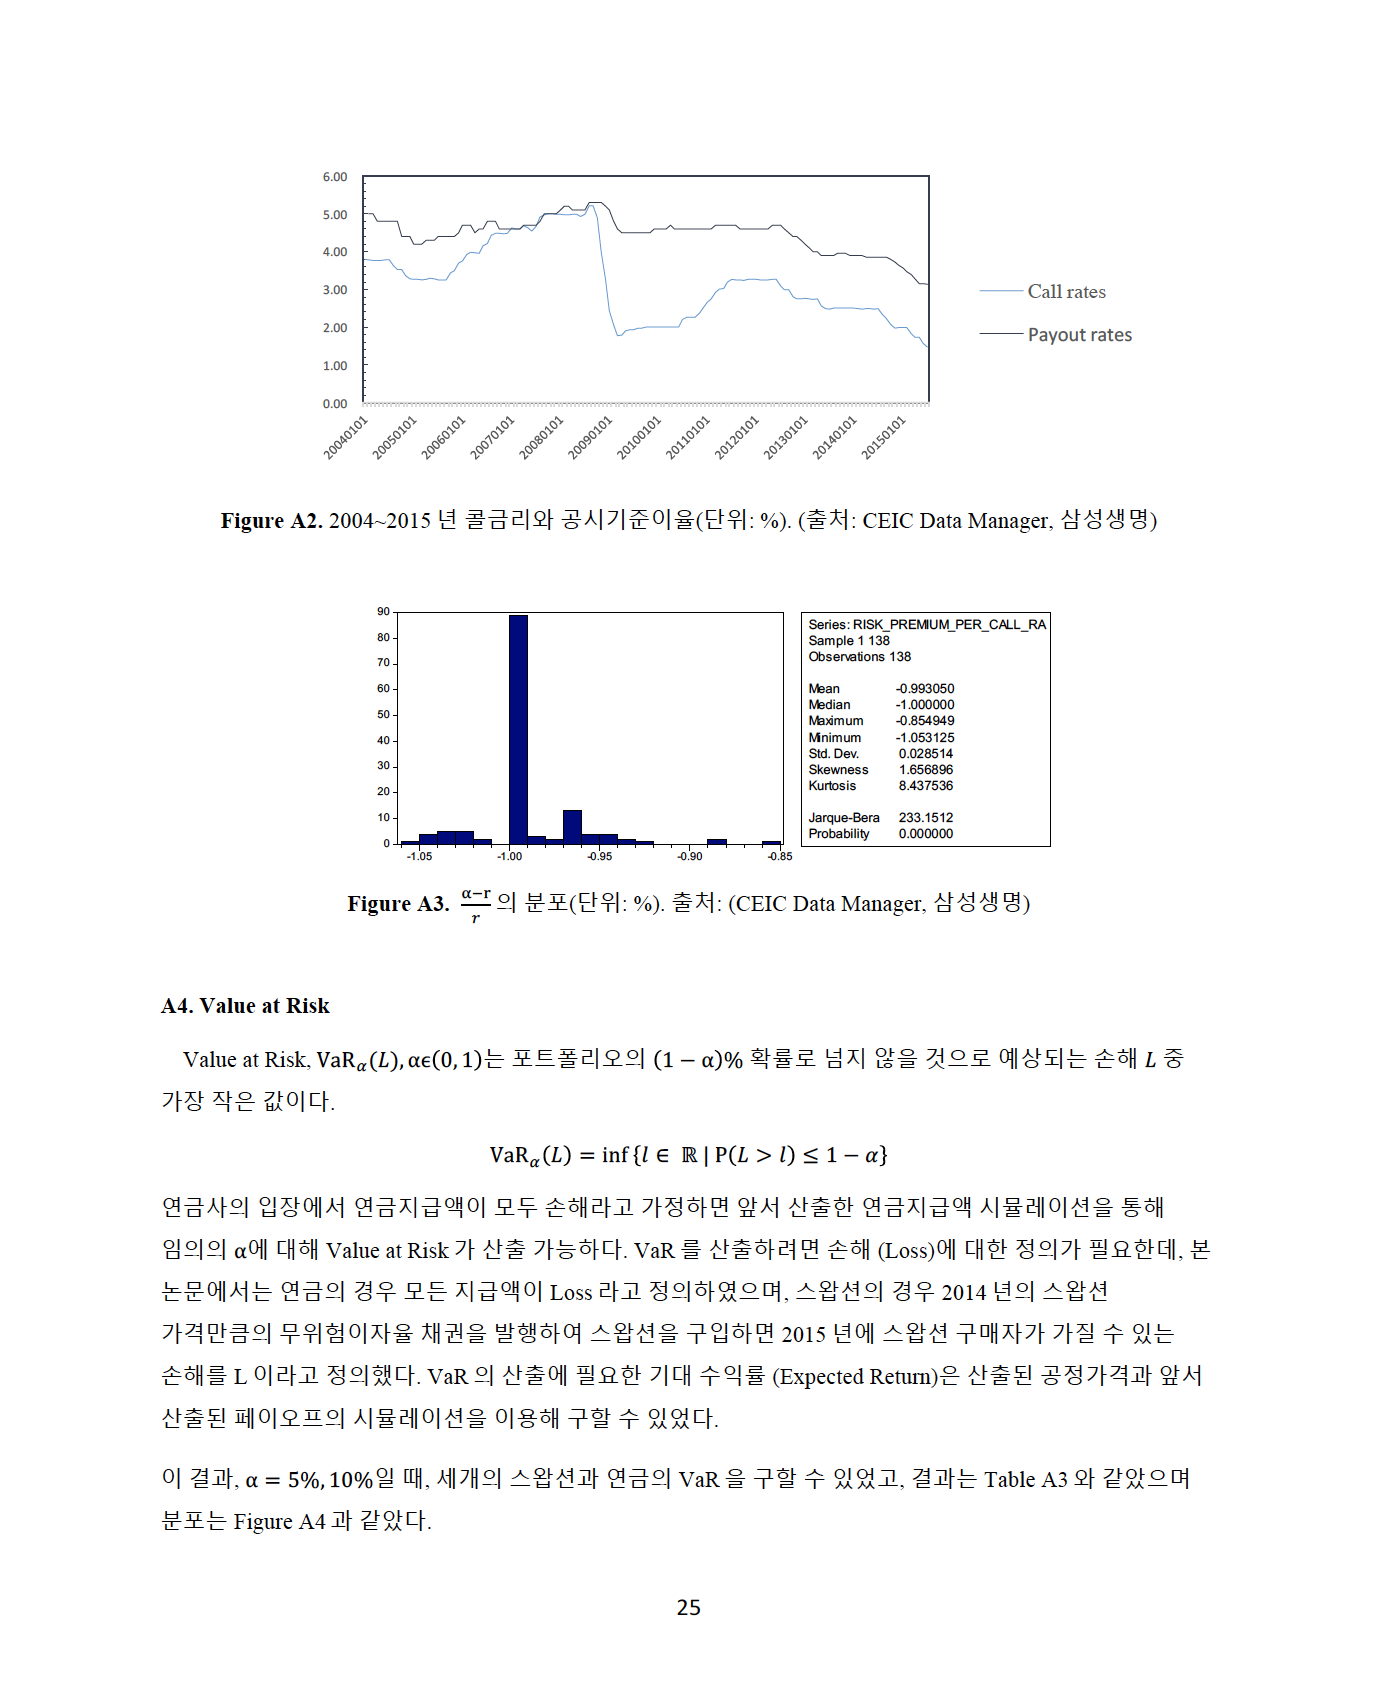 6.00
5.00
4.00
3.00
2.00
1.00
0.00
20040101 20050101 20060101 20070101 20080101 20090101 20100101 20110101 20120101 20130101 20140101 20150101
Call rates
Payout rates
Figure A2. 2004~2015 년 콜금리와 공시기준이율(단위: %). (출처: CEIC Data Manager, 삼성생명)
90
80
70
60
50
40
30
20
10
0
-1.05 -1.00 -0.95 -0.90 -0.85
Series: RISK_PREMIUM_PER_CALL_RA
Sample 1 138
Observations 138
Mean -0.993050
Median -1.000000
Maximum -0.854949
Minimum -1.053125
Std. Dev. 0.028514
Skewness 1.656896
Kurtosis 8.437536
Jarque-Bera 233.1512
Probability 0.000000
Figure A3. (α−r)/r 의 분포(단위: %). 출처: (CEIC Data Manager, 삼성생명)
A4. Value at Risk
Value at Risk, VaRα(L), αϵ(0, 1)는 포트폴리오의 (1 − α)% 확률로 넘지 않을 것으로 예상되는 손해 L 중
가장 작은 값이다.
VaRα(L) = inf{l ∈ ℝ | P(L > l) ≤ 1 − α}
연금사의 입장에서 연금지급액이 모두 손해라고 가정하면 앞서 산출한 연금지급액 시뮬레이션을 통해
임의의 α에 대해 Value at Risk 가 산출 가능하다. VaR 를 산출하려면 손해 (Loss)에 대한 정의가 필요한데, 본
논문에서는 연금의 경우 모든 지급액이 Loss 라고 정의하였으며, 스왑션의 경우 2014 년의 스왑션
가격만큼의 무위험이자율 채권을 발행하여 스왑션을 구입하면 2015 년에 스왑션 구매자가 가질 수 있는
손해를 L 이라고 정의했다. VaR 의 산출에 필요한 기대 수익률 (Expected Return)은 산출된 공정가격과 앞서
산출된 페이오프의 시뮬레이션을 이용해 구할 수 있었다.
이 결과, α = 5%, 10%일 때, 세개의 스왑션과 연금의 VaR 을 구할 수 있었고, 결과는 Table A3 와 같았으며
분포는 Figure A4 과 같았다.
25